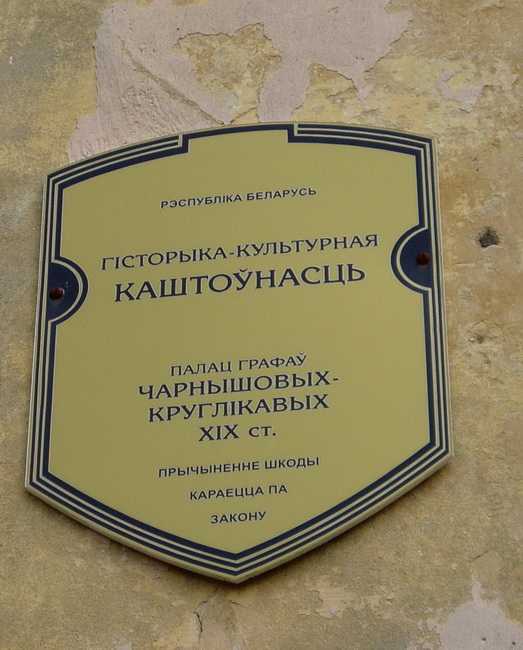 РЭСПУБЛІКА БЕЛАРУСЬ
ГІСТОРЫКА-КУЛЬТУРНАЯ
КАШТОЎНАСЦЬ
ПАЛАЦ ГРАФАЎ
ЧАРНЫШОВЫХ-
КРУГЛІКАВЫХ
XIX ст.
ПРЫЧЫНЕННЕ ШКОДЫ
КАРАЕЦЦА ПА
ЗАКОНУ